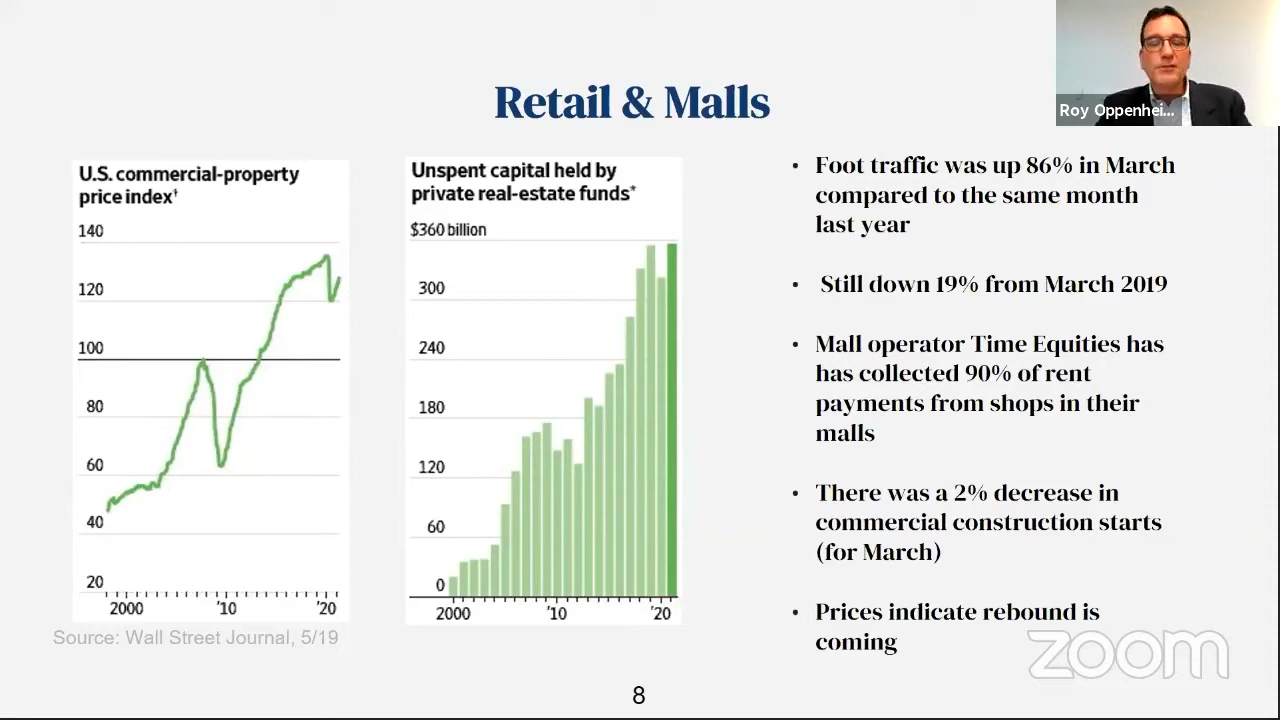 Roy Oppenhei...
Retail & Malls
U.S. commercial-property
price index†
140
120
100
80
60
40
20
2000
'10
'20
Unspent capital held by
private real-estate funds*
$360 billion
300
240
180
120
60
0
2000
'10
'20
Source: Wall Street Journal, 5/19
• Foot traffic was up 86% in March
compared to the same month
last year
• Still down 19% from March 2019
• Mall operator Time Equities has
has collected 90% of rent
payments from shops in their
malls
• There was a 2% decrease in
commercial construction starts
(for March)
• Prices indicate rebound is
coming
zoom
8